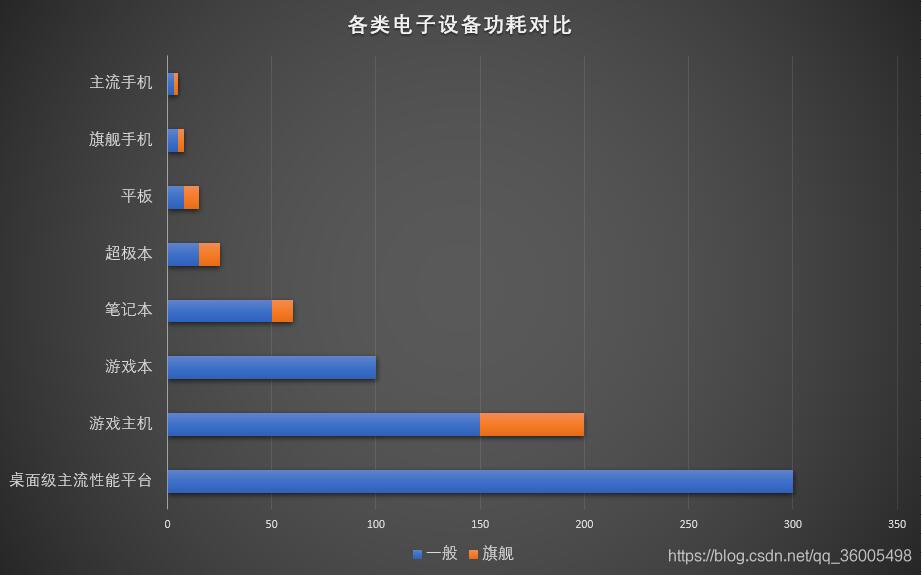 各类电子设备功耗对比
主流手机
旗舰手机
平板
超极本
笔记本
游戏本
游戏主机
桌面级主流性能平台
0 50 100 150 200 250 300 350
一般 旗舰
https://blog.csdn.net/qq_36005498